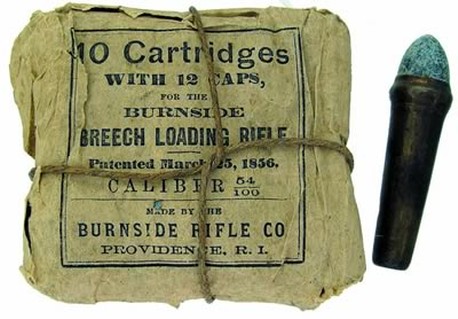 10 Cartridges
WITH 12 CAPS,
FOR THE
BURNSIDE
BREECH LOADING RIFLE
Patented March 25, 1856.
CALIBER 54/100
MADE BY THE
BURNSIDE RIFLE CO
PROVIDENCE, R. I.